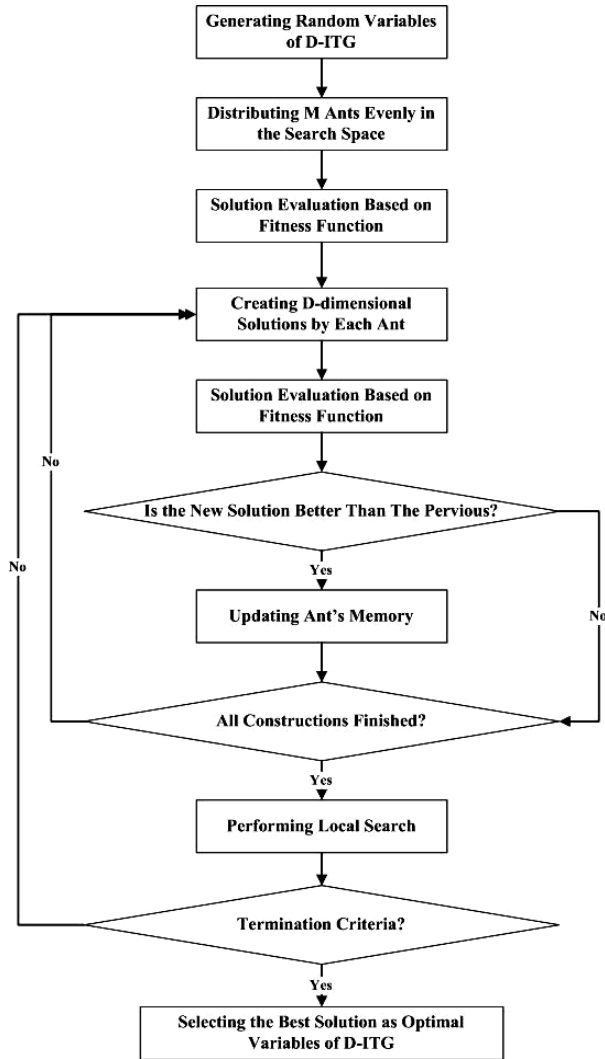 Generating Random Variables
of D-ITG
Distributing M Ants Evenly in
the Search Space
Solution Evaluation Based on
Fitness Function
Creating D-dimensional
Solutions by Each Ant
Solution Evaluation Based on
Fitness Function
No
Is the New Solution Better Than The Pervious?
No
Yes
Updating Ant's Memory
No
All Constructions Finished?
Yes
Performing Local Search
Termination Criteria?
Yes
Selecting the Best Solution as Optimal
Variables of D-ITG